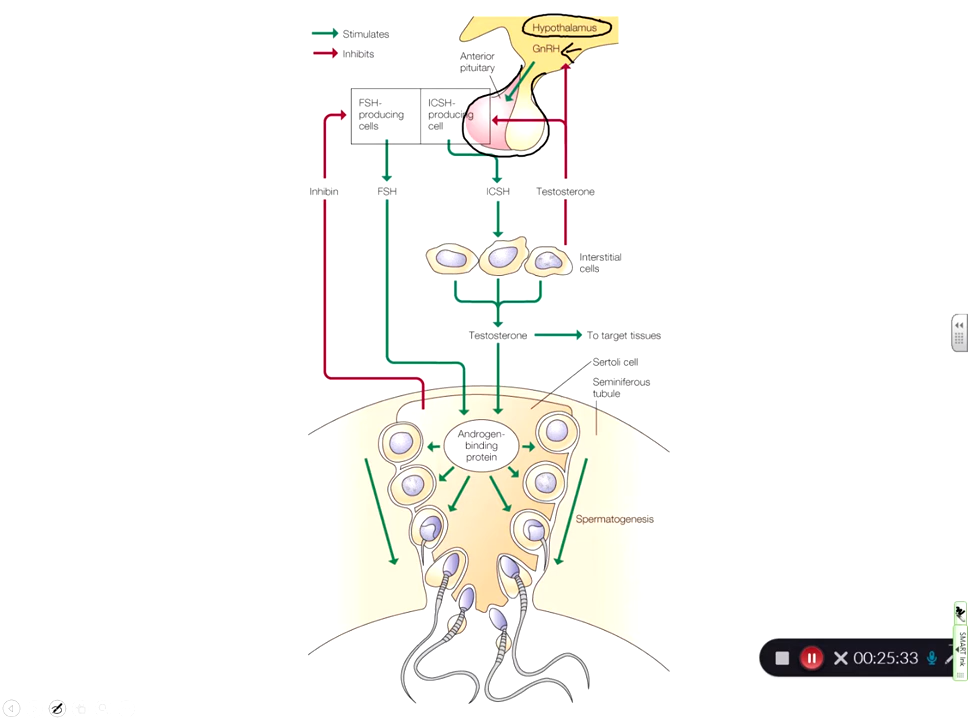 Stimulates
Inhibits
Hypothalamus
GnRH
Anterior
pituitary
FSH-
producing
cells
ICSH-
producing
cell
Inhibin
FSH
ICSH
Testosterone
Interstitial
cells
Testosterone
To target tissues
Sertoli cell
Seminiferous
tubule
Androgen-
binding
protein
Spermatogenesis
00:25:33
SMART Ink